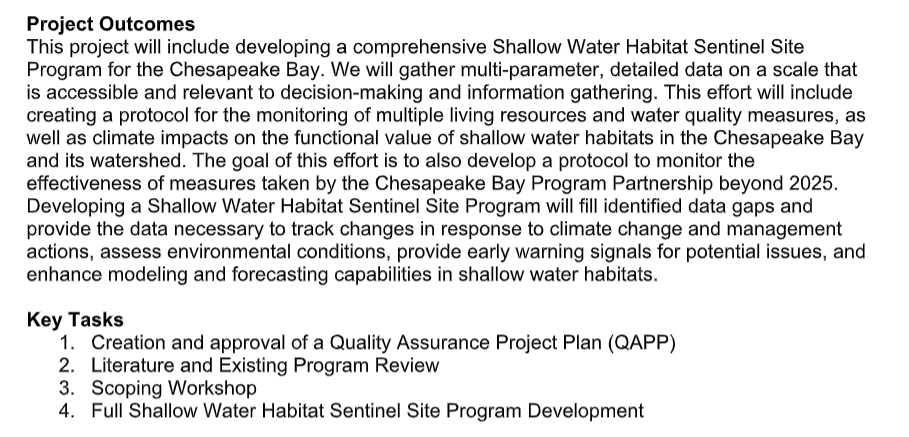 Project Outcomes
This project will include developing a comprehensive Shallow Water Habitat Sentinel Site
Program for the Chesapeake Bay. We will gather multi-parameter, detailed data on a scale that
is accessible and relevant to decision-making and information gathering. This effort will include
creating a protocol for the monitoring of multiple living resources and water quality measures, as
well as climate impacts on the functional value of shallow water habitats in the Chesapeake Bay
and its watershed. The goal of this effort is to also develop a protocol to monitor the
effectiveness of measures taken by the Chesapeake Bay Program Partnership beyond 2025.
Developing a Shallow Water Habitat Sentinel Site Program will fill identified data gaps and
provide the data necessary to track changes in response to climate change and management
actions, assess environmental conditions, provide early warning signals for potential issues, and
enhance modeling and forecasting capabilities in shallow water habitats.
Key Tasks
1. Creation and approval of a Quality Assurance Project Plan (QAPP)
2. Literature and Existing Program Review
3. Scoping Workshop
4. Full Shallow Water Habitat Sentinel Site Program Development